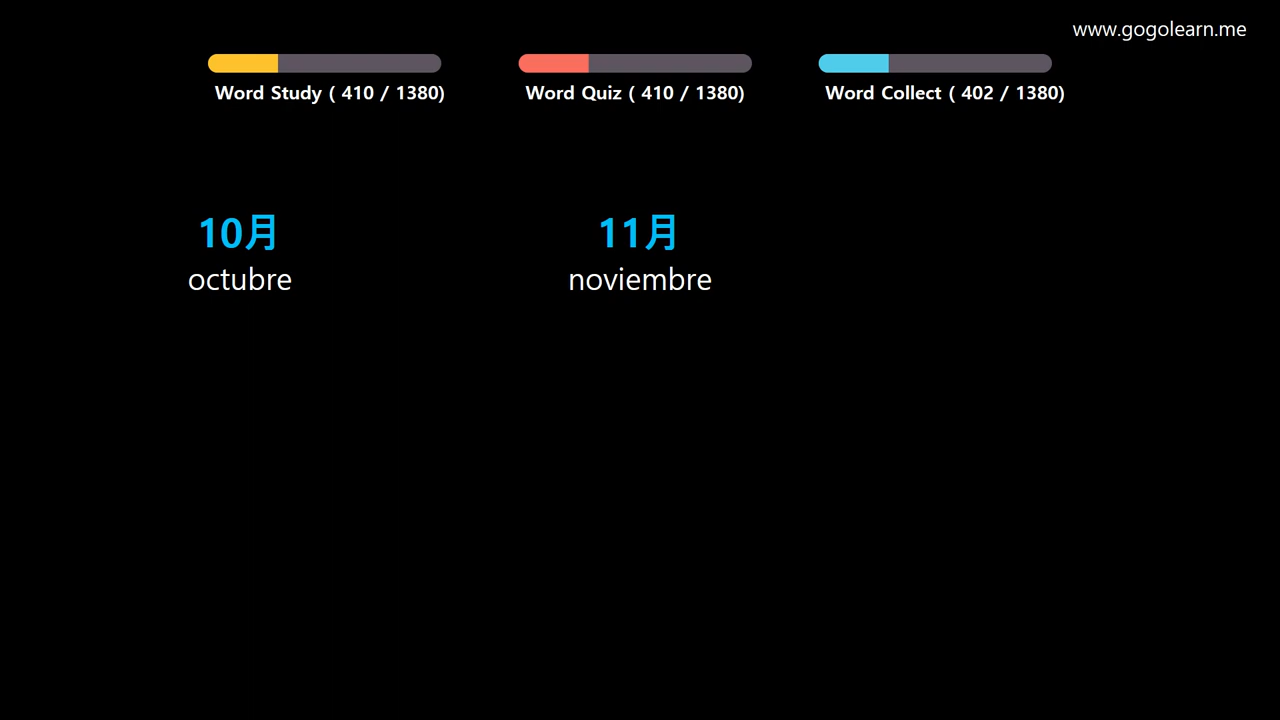 www.gogolearn.me
Word Study ( 410 / 1380)
Word Quiz ( 410 / 1380)
Word Collect ( 402 / 1380)
10月
octubre
11月
noviembre